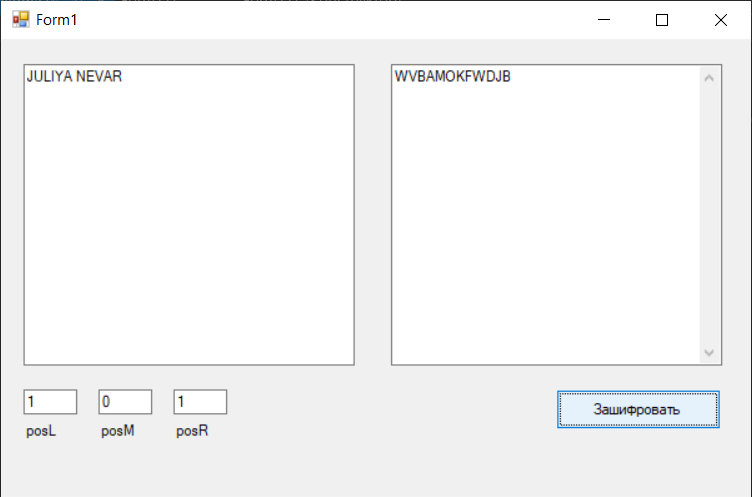 Form1
JULIYA NEVAR
WVBAMOKFWDJB
1 0 1
posL posM posR
Зашифровать